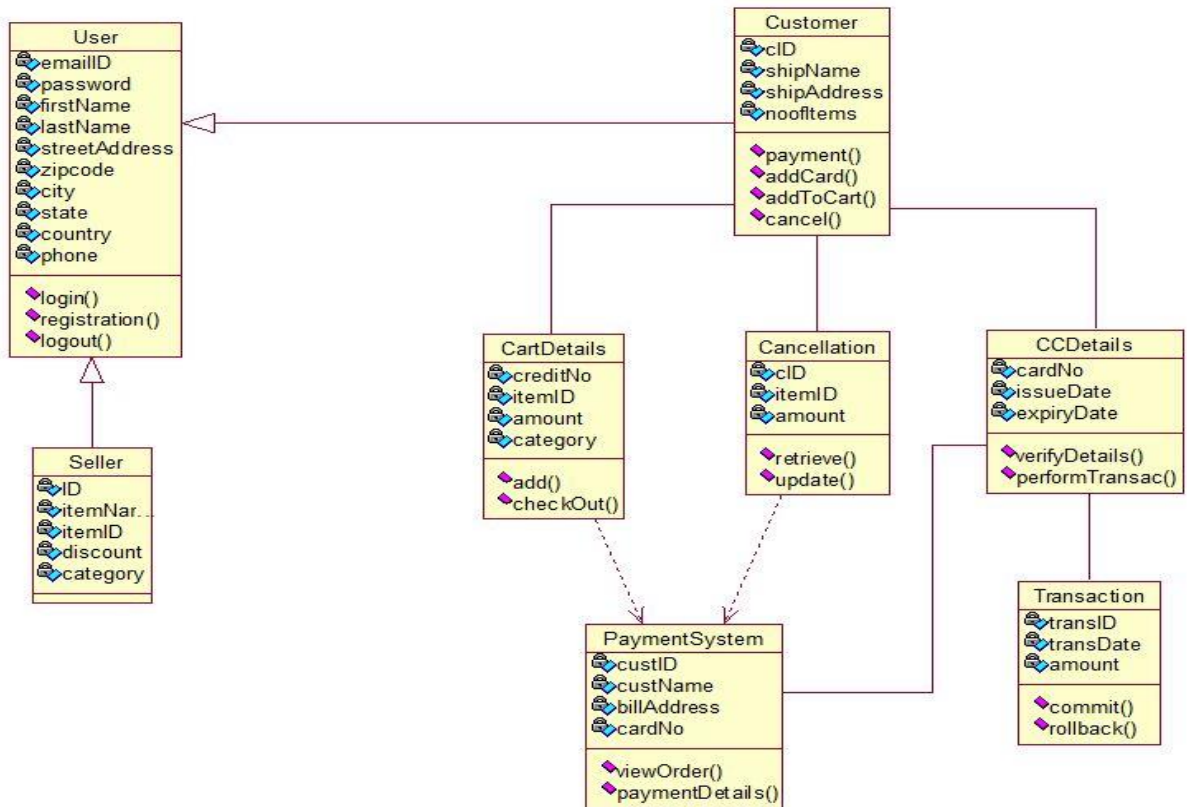 User
emailID
password
firstName
lastName
streetAddress
zipcode
city
state
country
phone
login()
registration()
logout()
Customer
cID
shipName
shipAddress
noofItems
payment()
addCard()
addToCart()
cancel()
CartDetails
creditNo
itemID
amount
category
add()
checkOut()
Cancellation
cID
itemID
amount
retrieve()
update()
CCDetails
cardNo
issueDate
expiryDate
verifyDetails()
performTransac()
Seller
ID
itemNar...
itemID
discount
category
PaymentSystem
custID
custName
billAddress
cardNo
viewOrder()
paymentDetails()
Transaction
transID
transDate
amount
commit()
rollback()